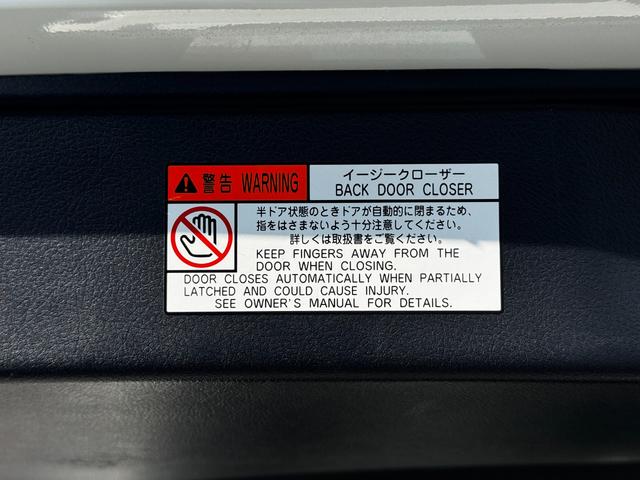 警告 WARNING
イージークローザー
BACK DOOR CLOSER
半ドア状態のときドアが自動的に閉まるため、
指をはさまないよう十分注意してください。
詳しくは取扱書をご覧ください。
KEEP FINGERS AWAY FROM THE
DOOR WHEN CLOSING.
DOOR CLOSES AUTOMATICALLY WHEN PARTIALLY
LATCHED AND COULD CAUSE INJURY.
SEE OWNER'S MANUAL FOR DETAILS.